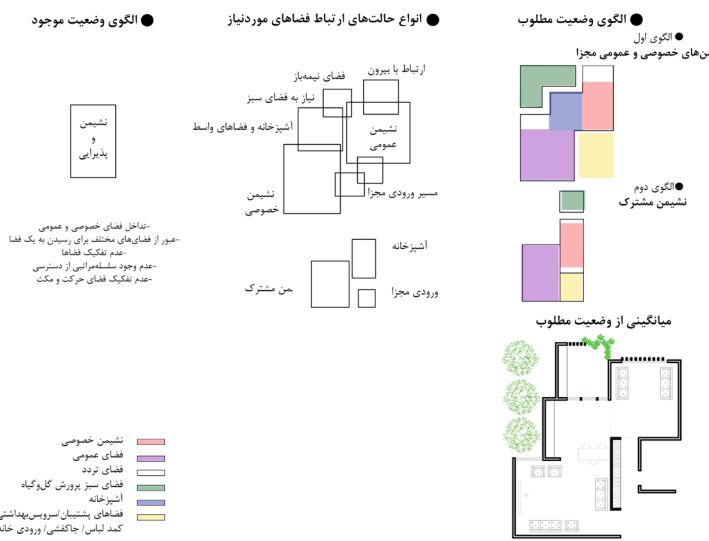 ● الگوی وضعیت مطلوب
● الگوی اول
خصوصی و عمومی مجزا
●الگوی دوم
نشیمن مشترک
میانگینی از وضعیت مطلوب
● انواع حالت‌های ارتباط فضاهای موردنیاز
ارتباط با بیرون
فضای نیمه‌باز
نیاز به فضای سبز
آشپزخانه و فضاهای واسط
نشیمن
عمومی
مسیر ورودی مجزا
نشیمن
خصوصی
آشپزخانه
مشترک
ورودی مجزا
● الگوی وضعیت موجود
نشیمن
و
پذیرایی
-تداخل فضای خصوصی و عمومی
-عبور از فضای‌های مختلف برای رسیدن به یک فضا
-عدم تفکیک فضاها
-عدم وجود سلسله‌مراتبی از دسترسی
-عدم تفکیک فضای حرکت و مکث
نشیمن خصوصی
فضای عمومی
فضای تردد
فضای سبز پرورش گل‌وگیاه
آشپزخانه
فضاهای پشتیبان/سرویس‌بهداشتی
کمد لباس/ جاکفشی/ ورودی خانه